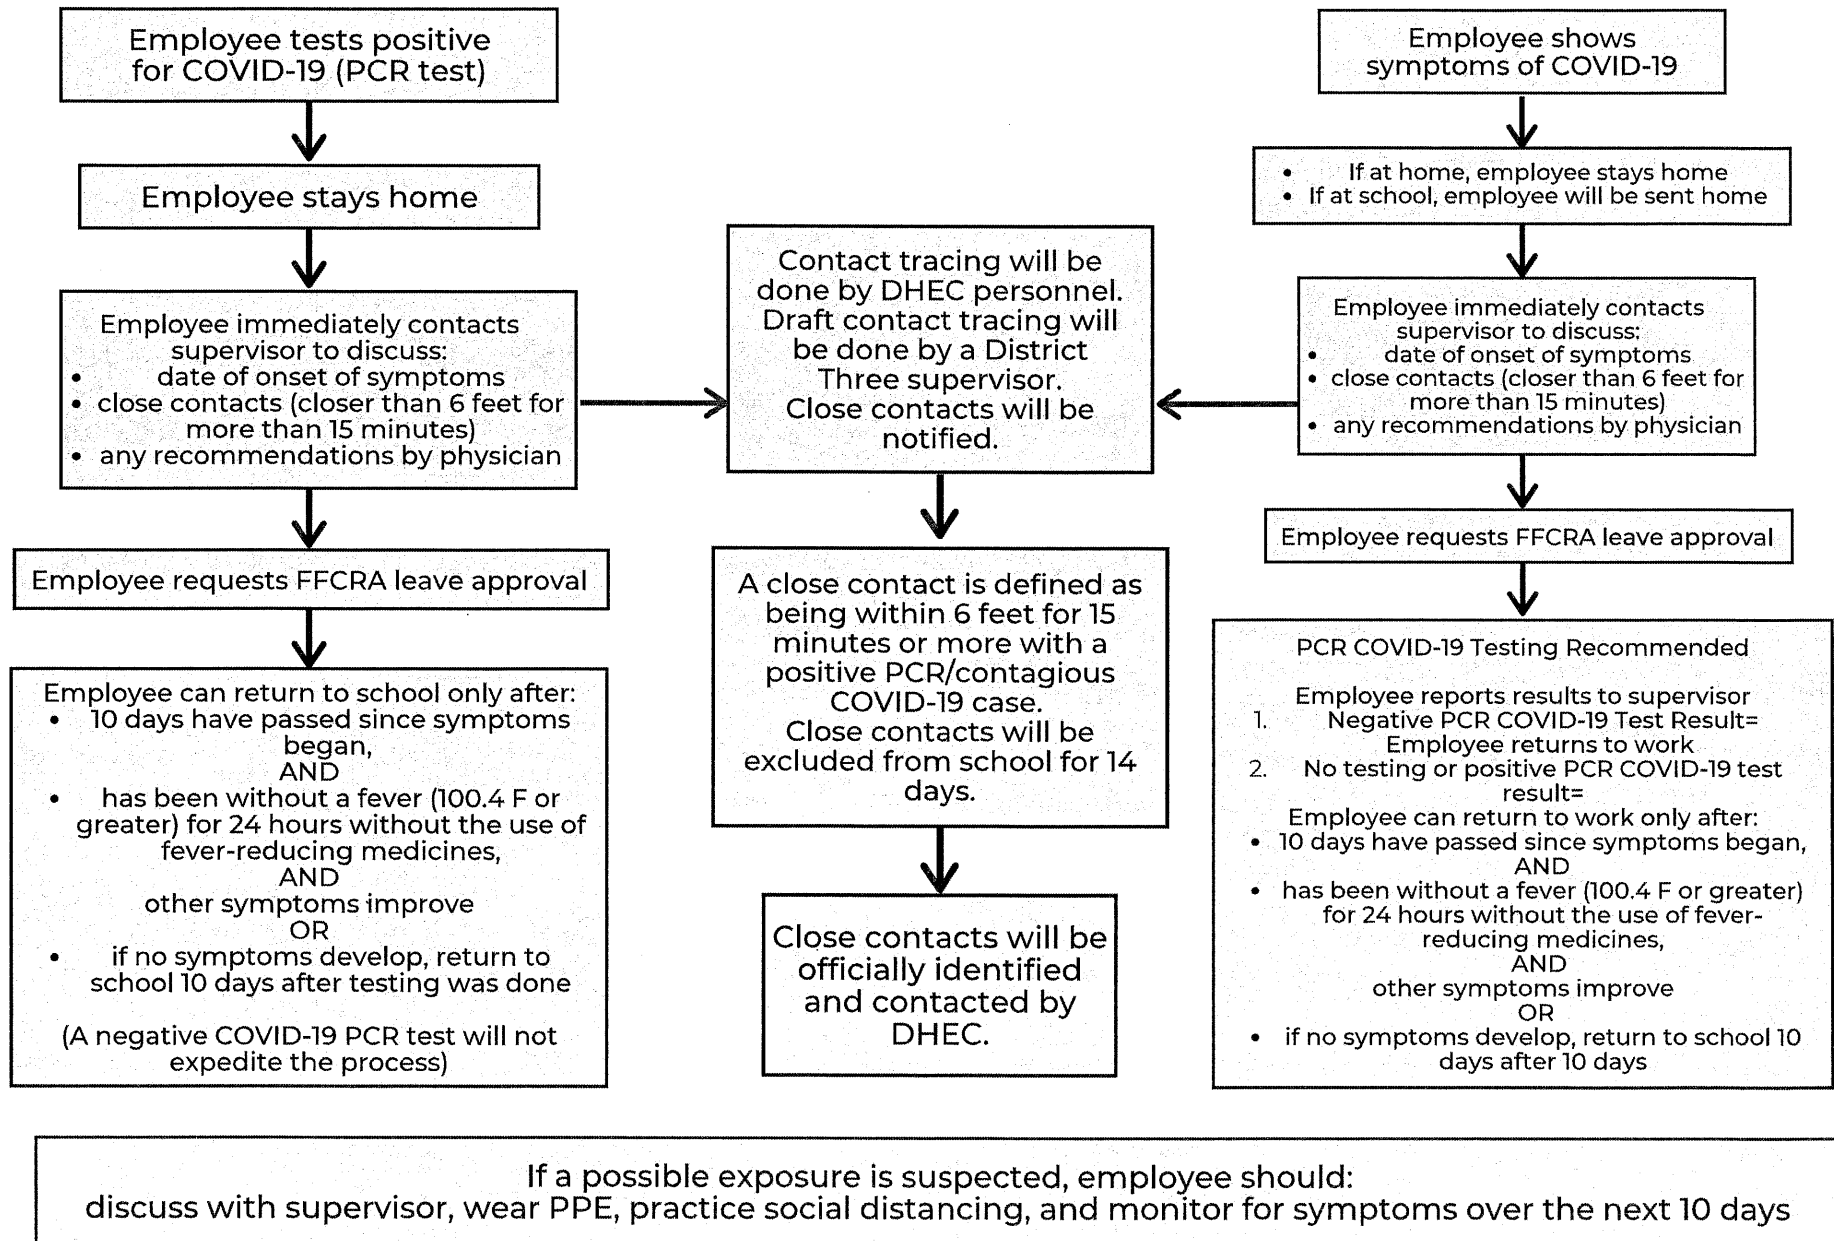 Employee tests positive
for COVID-19 (PCR test)
Employee stays home
Employee immediately contacts
supervisor to discuss:
• date of onset of symptoms
• close contacts (closer than 6 feet for
more than 15 minutes)
• any recommendations by physician
Employee requests FFCRA leave approval
Employee can return to school only after:
• 10 days have passed since symptoms
began,
AND
• has been without a fever (100.4 F or
greater) for 24 hours without the use of
fever-reducing medicines,
AND
other symptoms improve
OR
• if no symptoms develop, return to
school 10 days after testing was done
(A negative COVID-19 PCR test will not
expedite the process)
Contact tracing will be
done by DHEC personnel.
Draft contact tracing will
be done by a District
Three supervisor.
Close contacts will be
notified.
A close contact is defined as
being within 6 feet for 15
minutes or more with a
positive PCR/contagious
COVID-19 case.
Close contacts will be
excluded from school for 14
days.
Close contacts will be
officially identified
and contacted by
DHEC.
Employee shows
symptoms of COVID-19
• If at home, employee stays home
• If at school, employee will be sent home
Employee immediately contacts
supervisor to discuss:
• date of onset of symptoms
• close contacts (closer than 6 feet for
more than 15 minutes)
• any recommendations by physician
Employee requests FFCRA leave approval
PCR COVID-19 Testing Recommended
Employee reports results to supervisor
1. Negative PCR COVID-19 Test Result=
Employee returns to work
2. No testing or positive PCR COVID-19 test
result=
Employee can return to work only after:
• 10 days have passed since symptoms began,
AND
• has been without a fever (100.4 F or greater)
for 24 hours without the use of fever-
reducing medicines,
AND
other symptoms improve
OR
• if no symptoms develop, return to school 10
days after 10 days
If a possible exposure is suspected, employee should:
discuss with supervisor, wear PPE, practice social distancing, and monitor for symptoms over the next 10 days